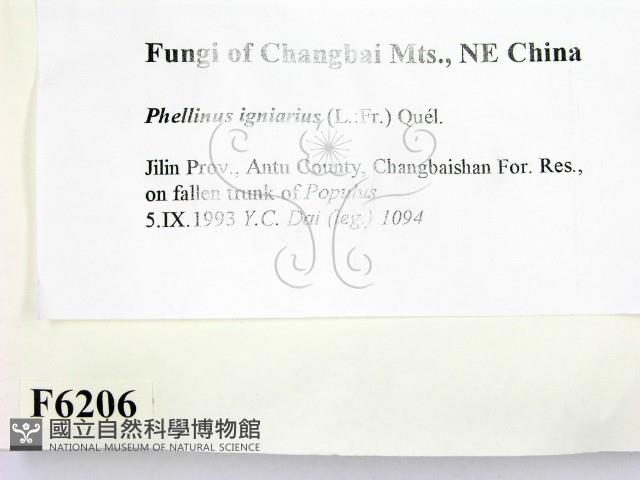 Fungi of Changbai Mts., NE China
Phellinus igniarius (L.:Fr.) Quél.
Jilin Prov., Antu County, Changbaishan For. Res.,
on fallen trunk of Populus
5.IX.1993 Y.C. Dai (leg.) 1094
F6206
國立自然科學博物館
NATIONAL MUSEUM OF NATURAL SCIENCE